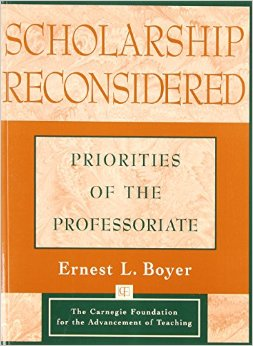 SCHOLARSHIP
RECONSIDERED
PRIORITIES
OF THE
PROFESSORIATE
Ernest L. Boyer
The Carnegie Foundation
for the Advancement of Teaching